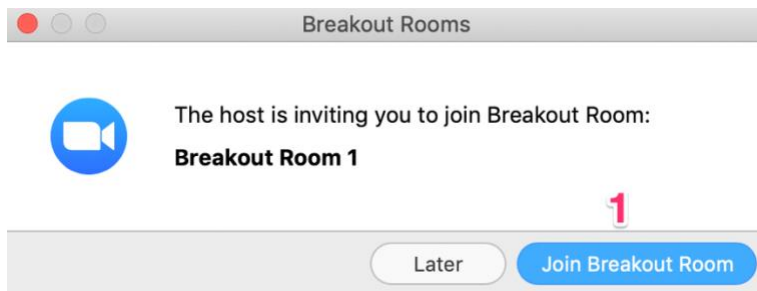 Breakout Rooms
The host is inviting you to join Breakout Room:
Breakout Room 1
1
Later Join Breakout Room